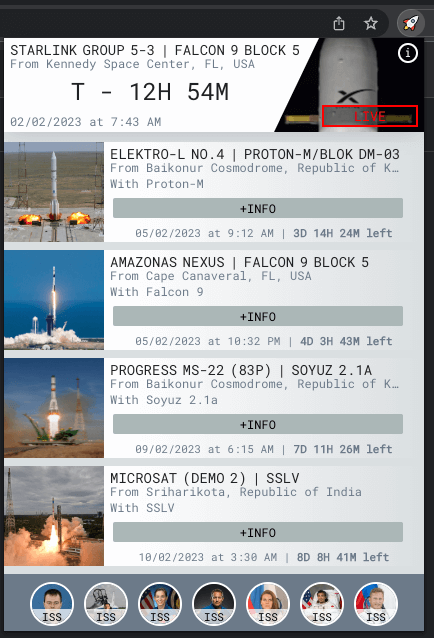 STARLINK GROUP 5-3 | FALCON 9 BLOCK 5
From Kennedy Space Center, FL, USA
T - 12H 54M
02/02/2023 at 7:43 AM
LIVE
ELEKTRO-L NO.4 | PROTON-M/BLOK DM-03
From Baikonur Cosmodrome, Republic of K…
With Proton-M
+INFO
05/02/2023 at 9:12 AM | 3D 14H 24M left
AMAZONAS NEXUS | FALCON 9 BLOCK 5
From Cape Canaveral, FL, USA
With Falcon 9
+INFO
05/02/2023 at 10:32 PM | 4D 3H 43M left
PROGRESS MS-22 (83P) | SOYUZ 2.1A
From Baikonur Cosmodrome, Republic of K…
With Soyuz 2.1a
+INFO
09/02/2023 at 6:15 AM | 7D 11H 26M left
MICROSAT (DEMO 2) | SSLV
From Sriharikota, Republic of India
With SSLV
+INFO
10/02/2023 at 3:30 AM | 8D 8H 41M left
ISS ISS ISS ISS ISS ISS ISS